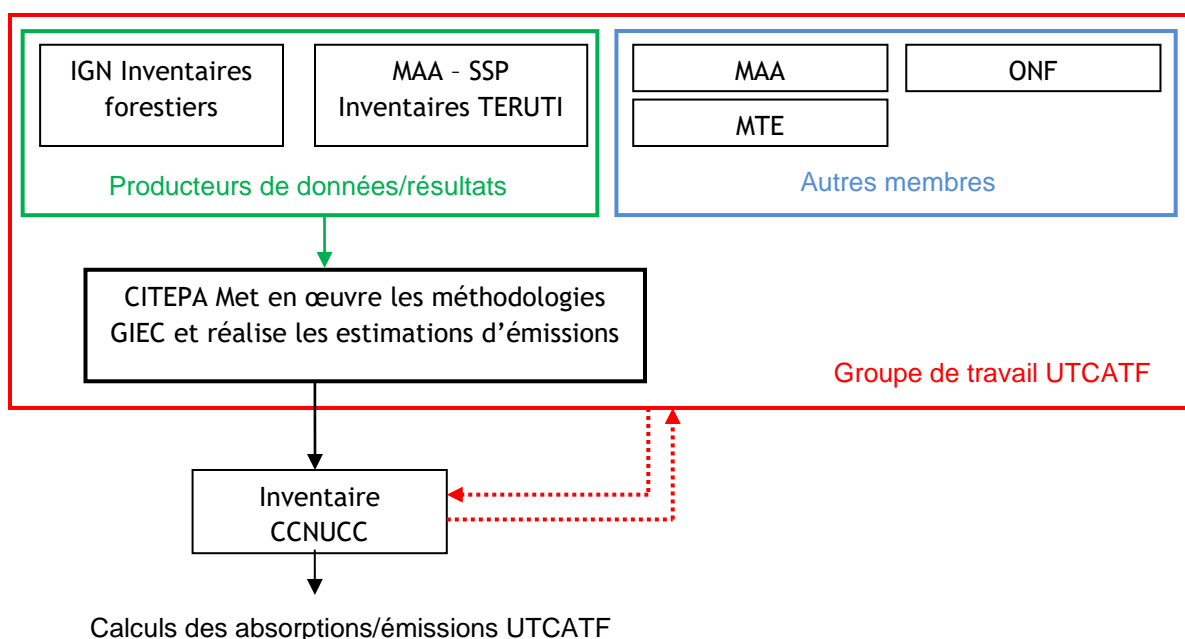 IGN Inventaires
forestiers
MAA – SSP
Inventaires TERUTI
Producteurs de données/résultats
MAA
ONF
MTE
Autres membres
CITEPA Met en œuvre les méthodologies
GIEC et réalise les estimations d’émissions
Groupe de travail UTCATF
Inventaire
CCNUCC
Calculs des absorptions/émissions UTCATF